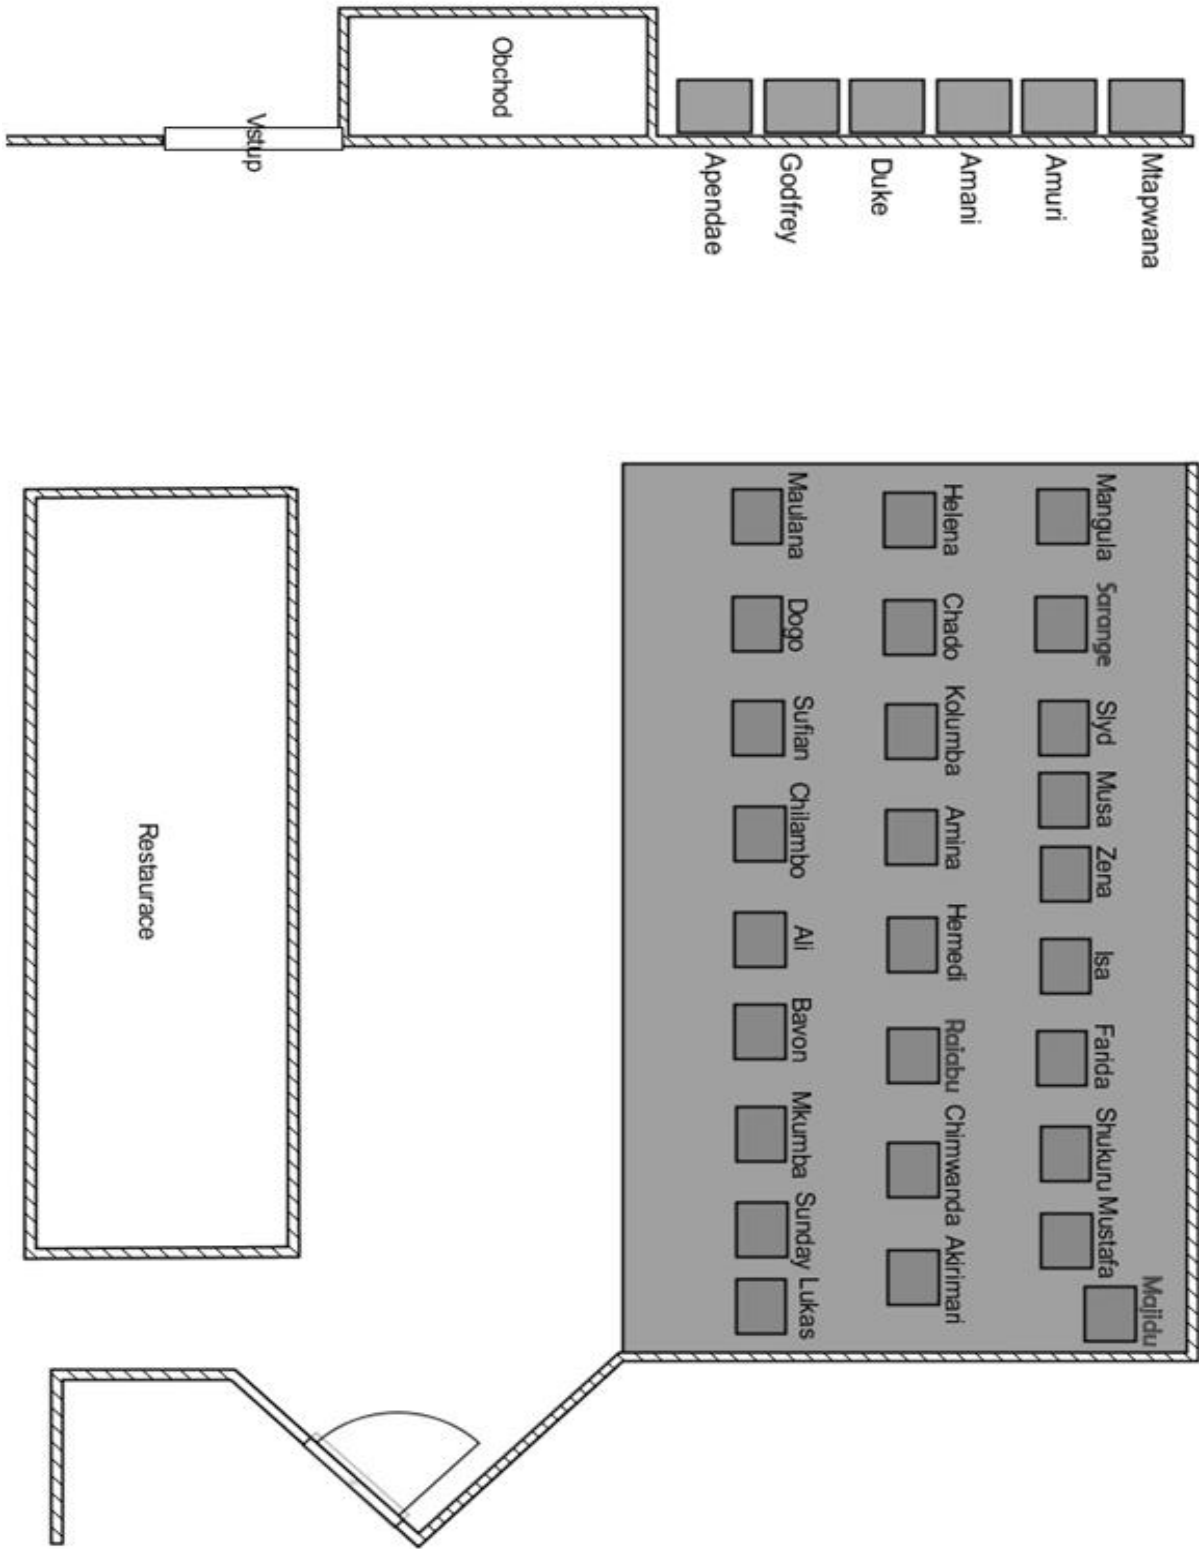 Obchod
Vstup
Apendae
Godfrey
Duke
Amani
Amuri
Mtapwana
Mangula
Sarange
Slyd
Musa
Zena
Isa
Farida
Shukuru
Mustafa
Majidu
Helena
Chado
Kolumba
Amina
Hemedi
Rajabu
Chimwanda
Akirimari
Maulana
Dogo
Sufian
Chilambo
Ali
Bavon
Mkumba
Sunday
Lukas
Restaurace